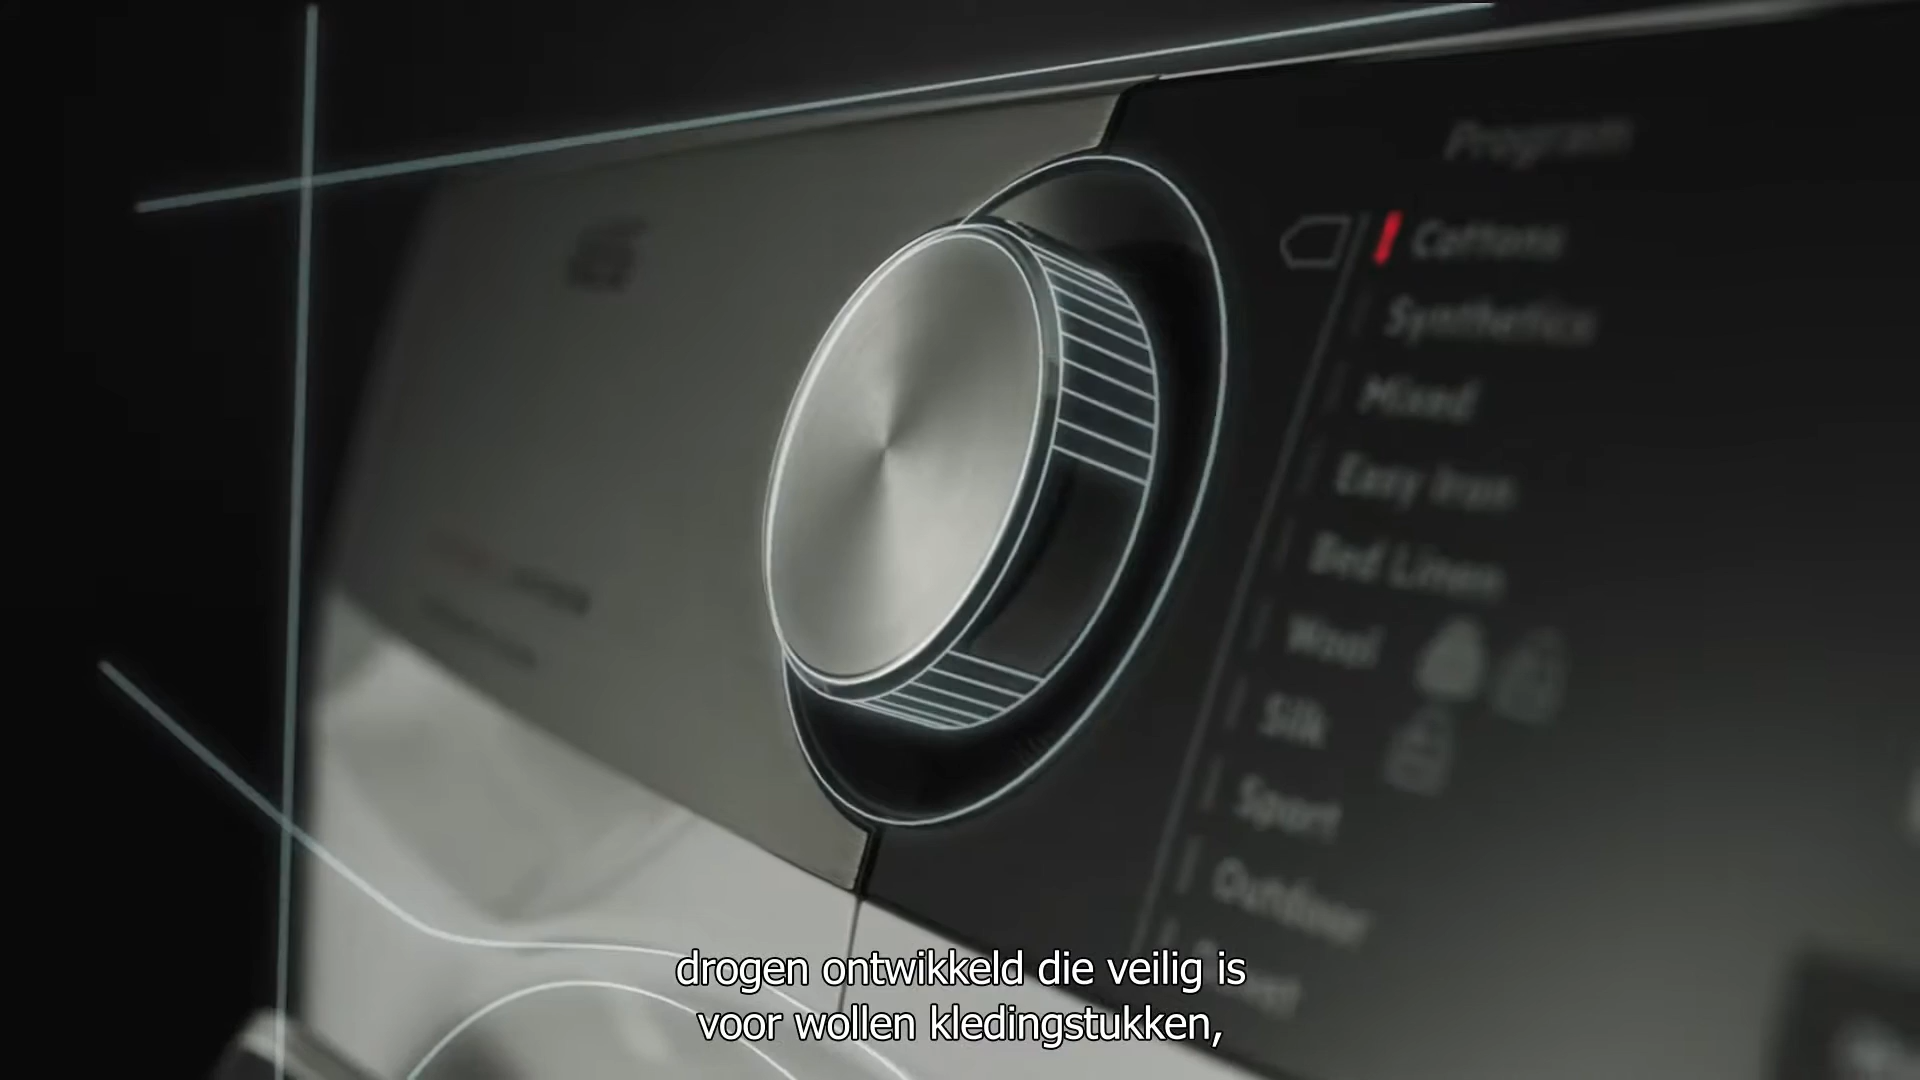 Program
Cottons
Synthetics
Mixed
Easy Iron
Bed Linen
Wool
Silk
Sport
Outdoor
drogen ontwikkeld die veilig is
voor wollen kledingstukken,